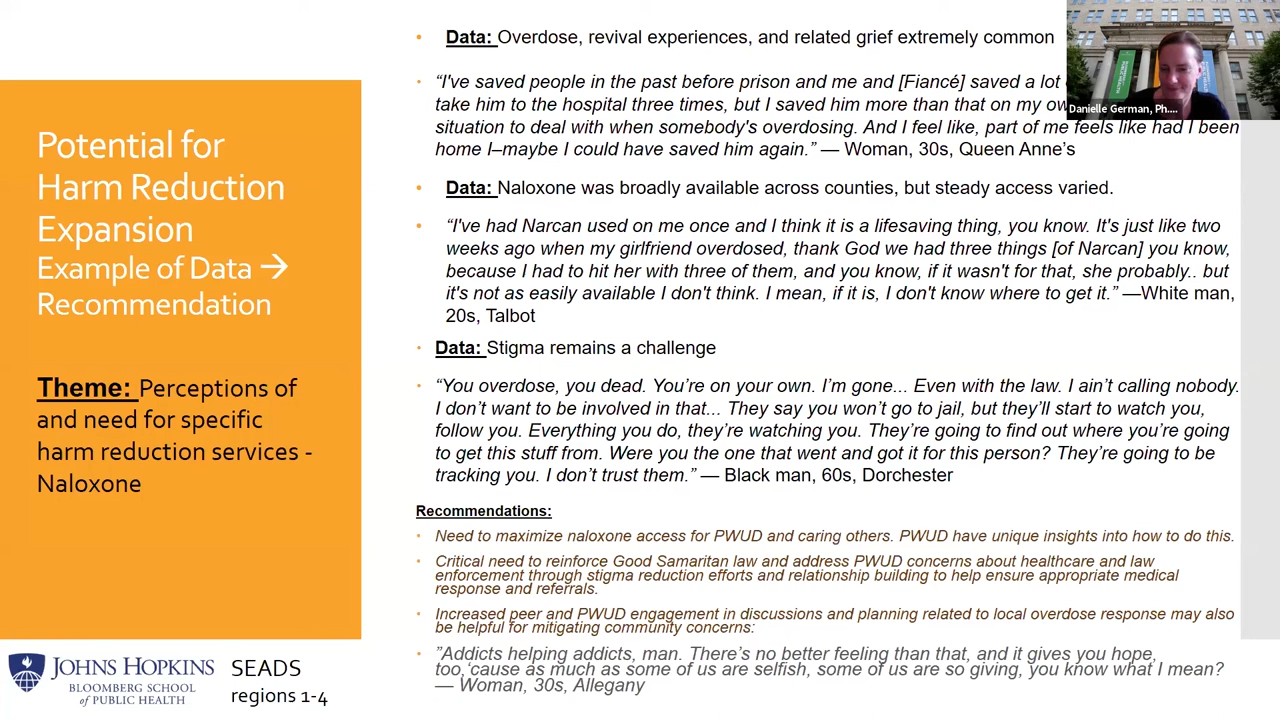 Potential for
Harm Reduction
Expansion
Example of Data →
Recommendation
Theme: Perceptions of
and need for specific
harm reduction services -
Naloxone
JOHNS HOPKINS
BLOOMBERG SCHOOL
of PUBLIC HEALTH
SEADS
regions 1-4
• Data: Overdose, revival experiences, and related grief extremely common
• “I've saved people in the past before prison and me and [Fiancé] saved a lot
take him to the hospital three times, but I saved him more than that on my
situation to deal with when somebody's overdosing. And I feel like, part of me feels like had I been
home I–maybe I could have saved him again.” — Woman, 30s, Queen Anne’s
• Data: Naloxone was broadly available across counties, but steady access varied.
• “I've had Narcan used on me once and I think it is a lifesaving thing, you know. It's just like two
weeks ago when my girlfriend overdosed, thank God we had three things [of Narcan] you know,
because I had to hit her with three of them, and you know, if it wasn't for that, she probably.. but
it's not as easily available I don't think. I mean, if it is, I don't know where to get it.” —White man,
20s, Talbot
• Data: Stigma remains a challenge
• “You overdose, you dead. You’re on your own. I’m gone... Even with the law. I ain’t calling nobody.
I don’t want to be involved in that... They say you won’t go to jail, but they’ll start to watch you,
follow you. Everything you do, they’re watching you. They’re going to find out where you’re going
to get this stuff from. Were you the one that went and got it for this person? They’re going to be
tracking you. I don’t trust them.” — Black man, 60s, Dorchester
Recommendations:
• Need to maximize naloxone access for PWUD and caring others. PWUD have unique insights into how to do this.
• Critical need to reinforce Good Samaritan law and address PWUD concerns about healthcare and law
enforcement through stigma reduction efforts and relationship building to help ensure appropriate medical
response and referrals.
• Increased peer and PWUD engagement in discussions and planning related to local overdose response may also
be helpful for mitigating community concerns:
• ”Addicts helping addicts, man. There’s no better feeling than that, and it gives you hope,
too,‘cause as much as some of us are selfish, some of us are so giving, you know what I mean?
— Woman, 30s, Allegany
Danielle German, Ph....